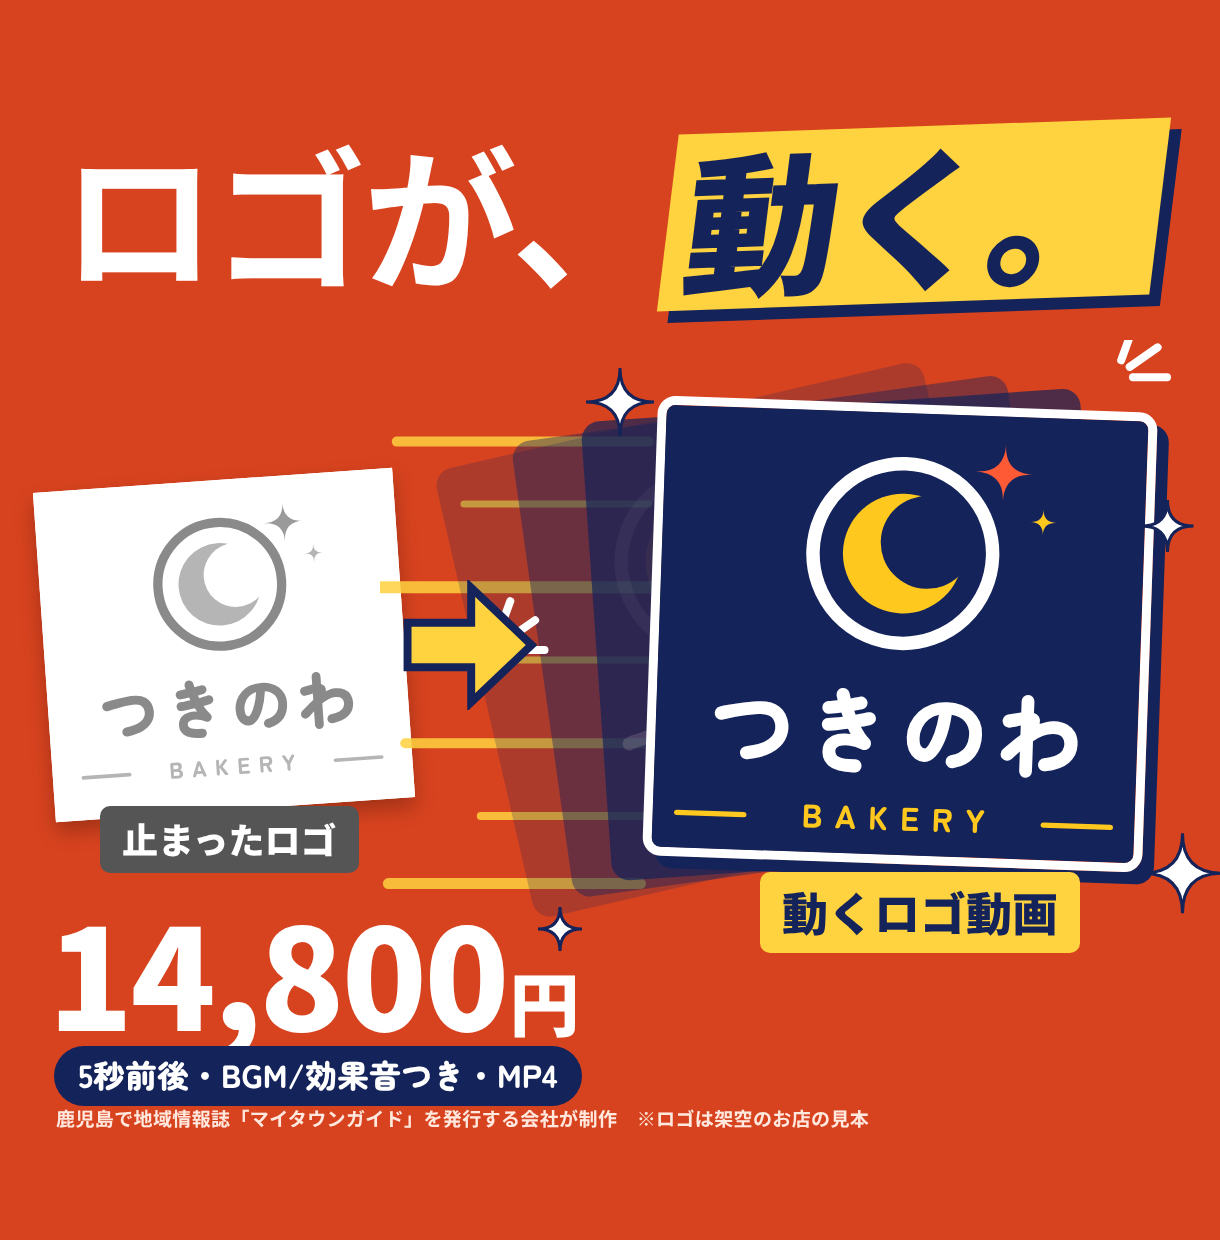 ロゴが、動く。
つきのわ
BAKERY
止まったロゴ
つきのわ
BAKERY
動くロゴ動画
14,800円
5秒前後・BGM/効果音つき・MP4
鹿児島で地域情報誌「マイタウンガイド」を発行する会社が制作　※ロゴは架空のお店の見本